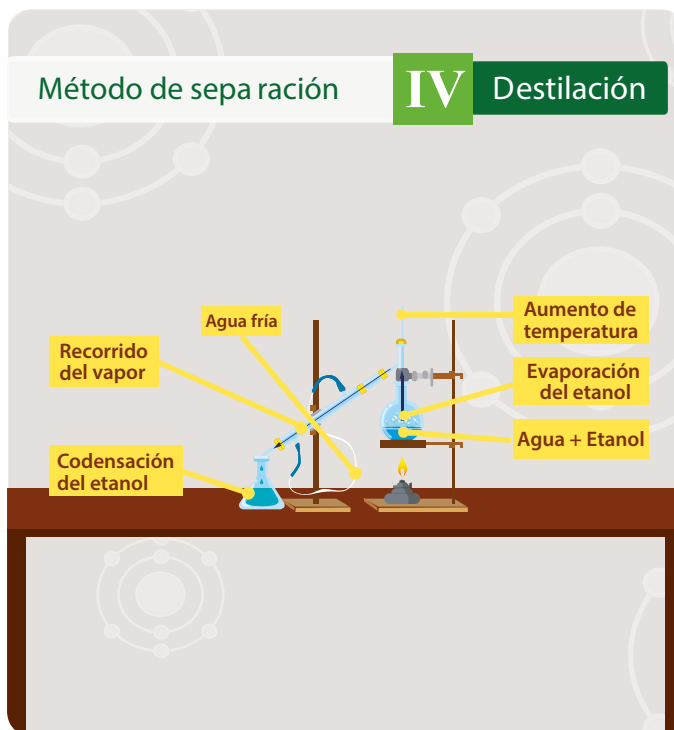 Método de sepa ración
IV
Destilación
Agua fría
Aumento de
temperatura
Recorrido
del vapor
Evaporación
del etanol
Agua + Etanol
Codensación
del etanol